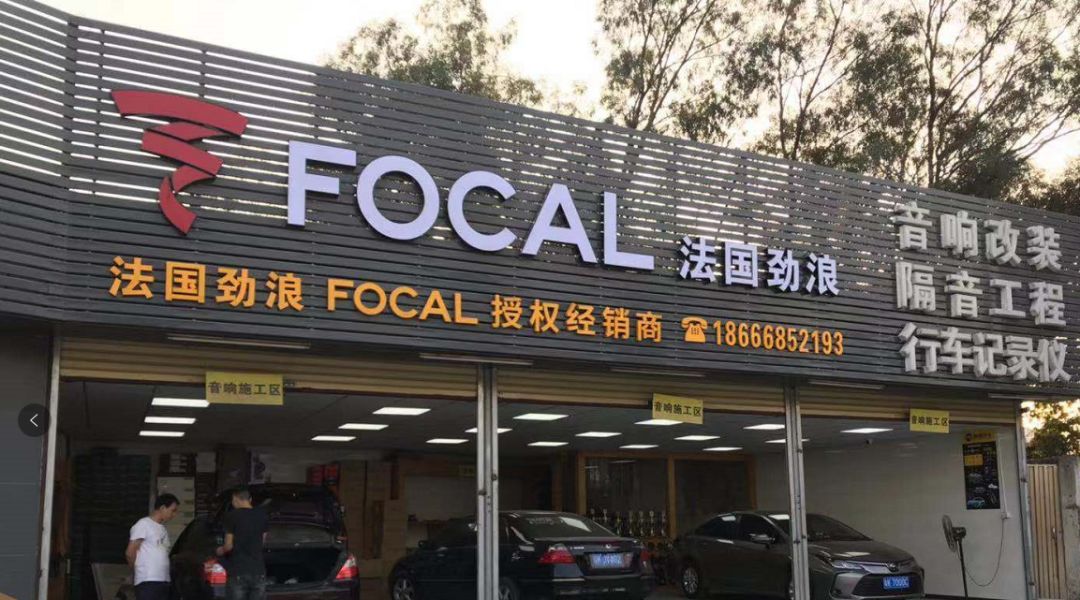 FOCAL 法国劲浪
法国劲浪 FOCAL 授权经销商 ☎18666852193
音响改装
隔音工程
行车记录仪
音响施工区
音响施工区
音响施工区